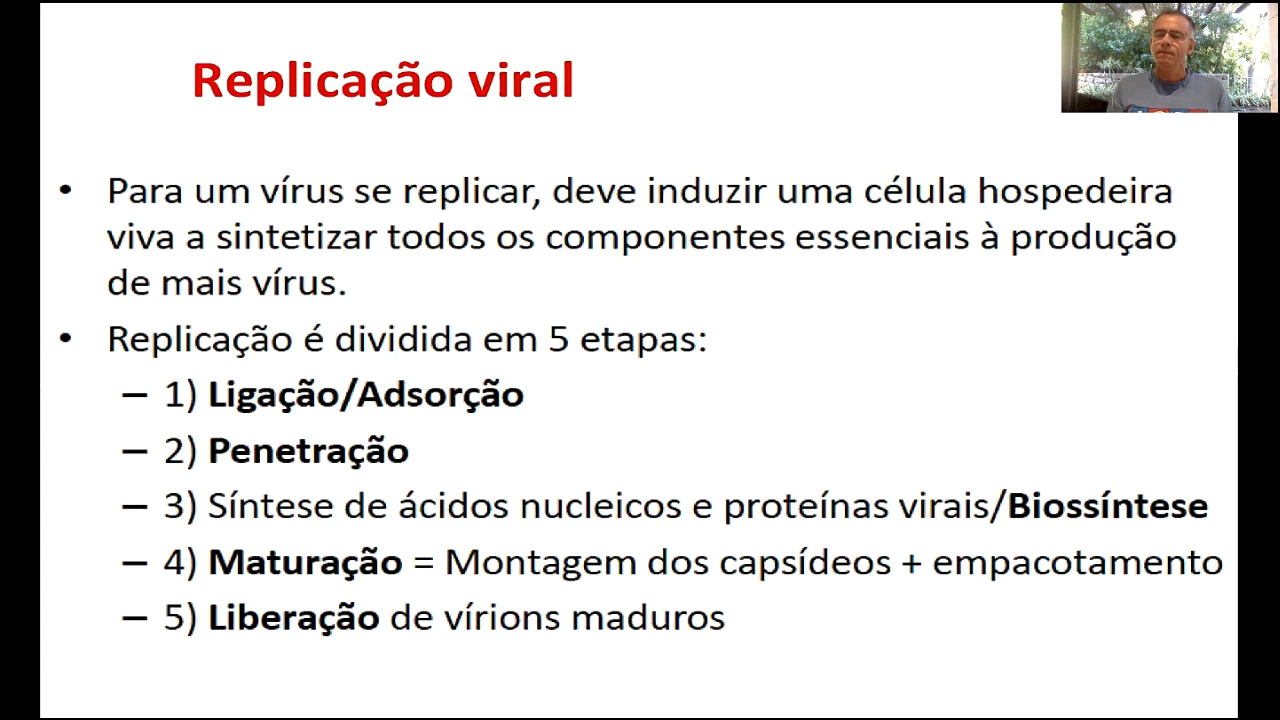 Replicação viral
• Para um vírus se replicar, deve induzir uma célula hospedeira
viva a sintetizar todos os componentes essenciais à produção
de mais vírus.
• Replicação é dividida em 5 etapas:
– 1) Ligação/Adsorção
– 2) Penetração
– 3) Síntese de ácidos nucleicos e proteínas virais/Biossíntese
– 4) Maturação = Montagem dos capsídeos + empacotamento
– 5) Liberação de vírions maduros